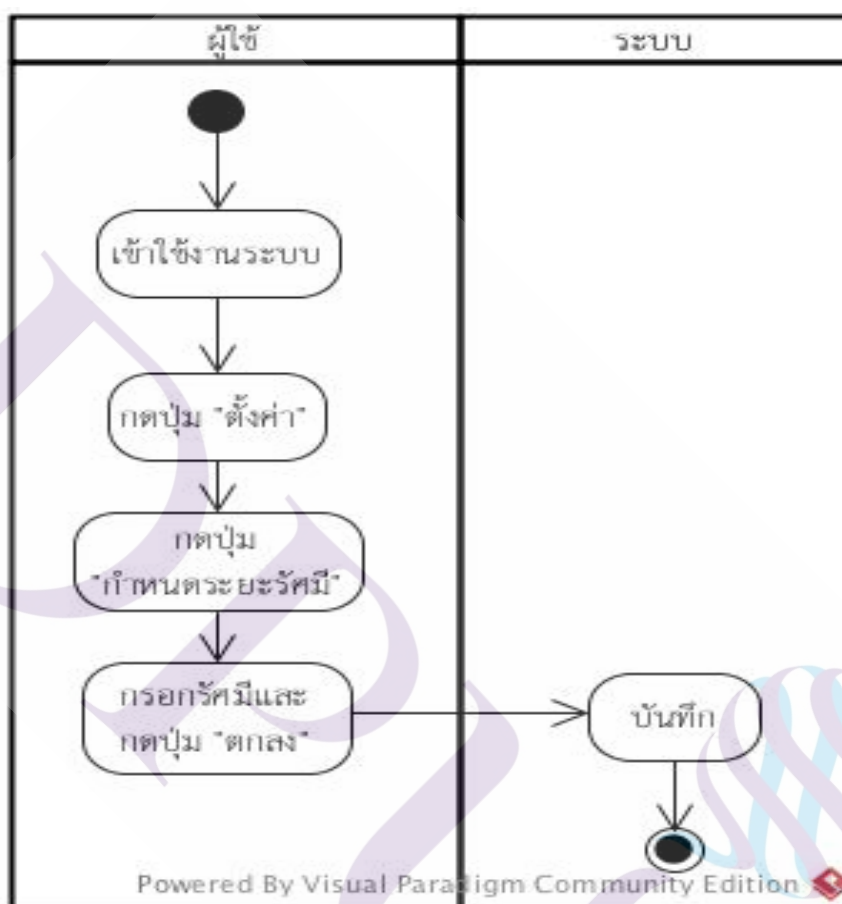 ผู้ใช้
ระบบ
เข้าใช้งานระบบ
กดปุ่ม "ตั้งค่า"
กดปุ่ม
"กำหนดระยะรัศมี"
กรอกรัศมีและ
กดปุ่ม "ตกลง"
บันทึก
Powered By Visual Paradigm Community Edition